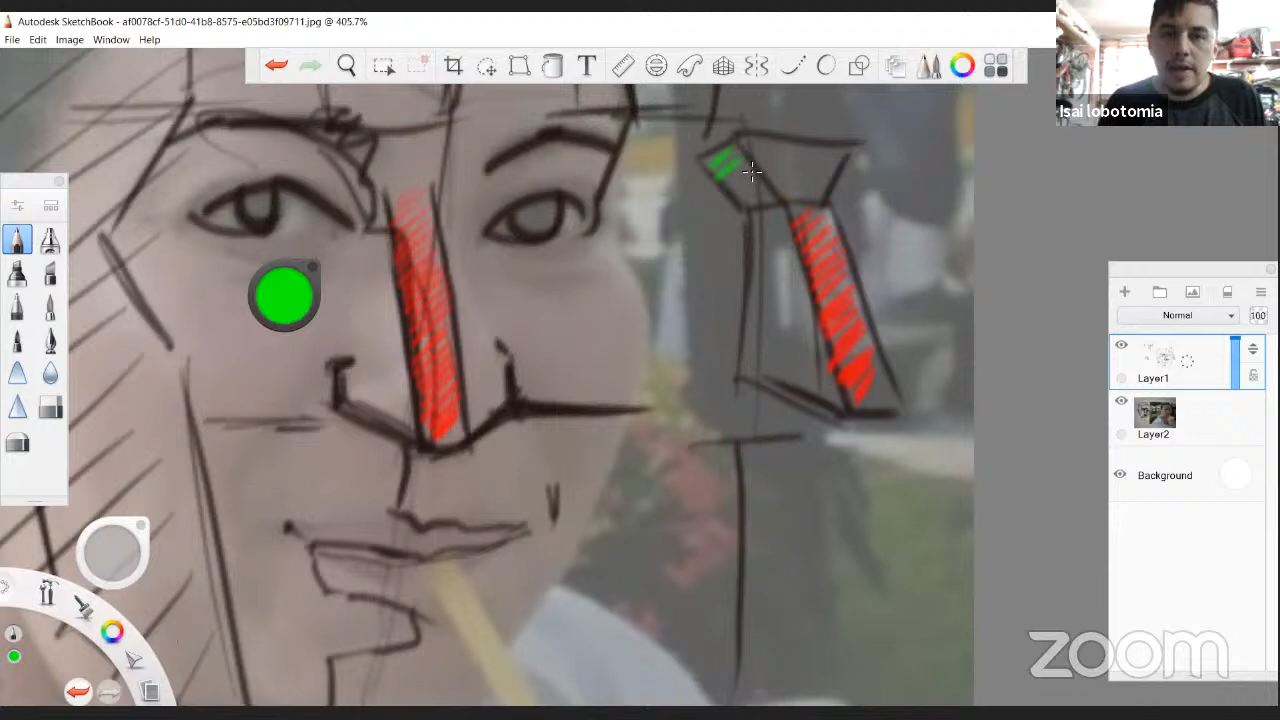 Autodesk SketchBook - af0078cf-51d0-41b8-8575-e05bd3f09711.jpg @ 405.7%
File Edit Image Window Help
T
Isai lobotomia
Normal
100
Layer1
Layer2
Background
zoom